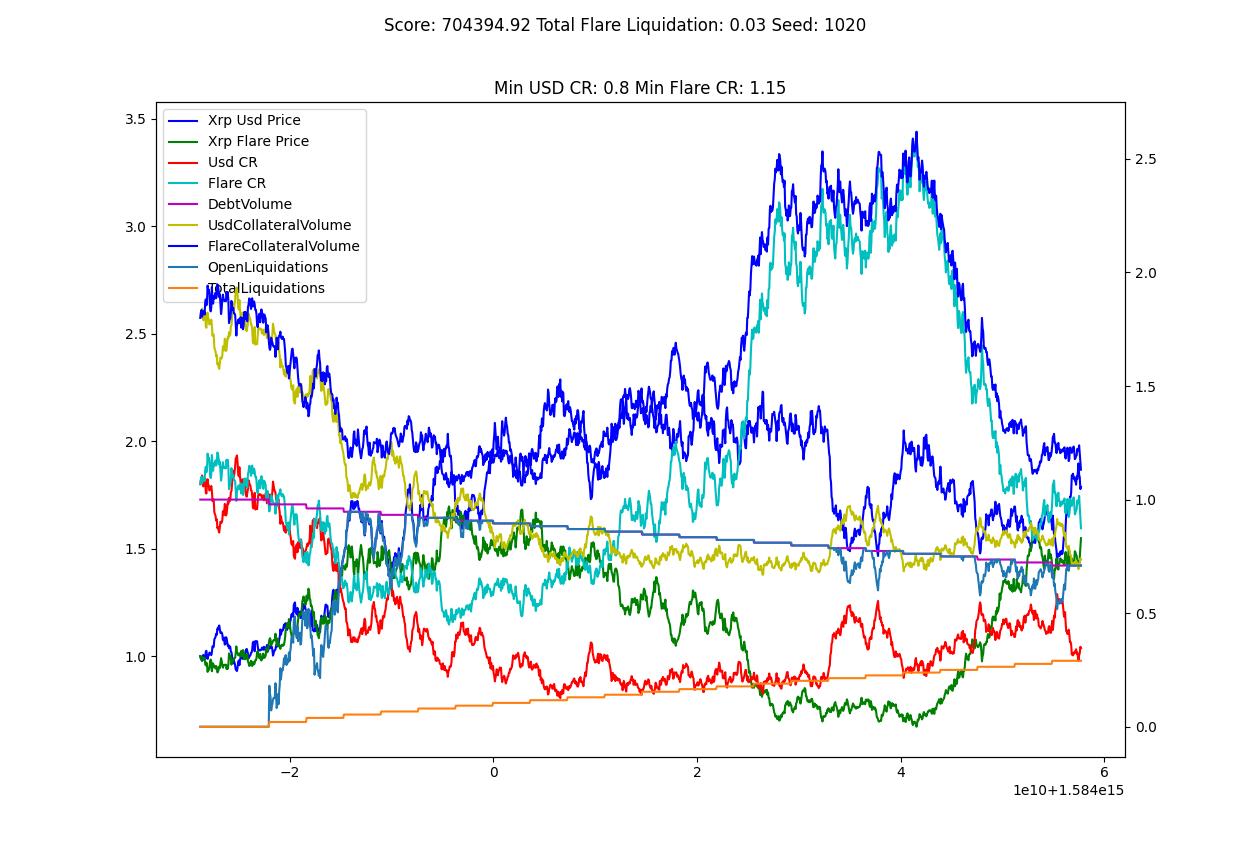 Score: 704394.92 Total Flare Liquidation: 0.03 Seed: 1020
Min USD CR: 0.8 Min Flare CR: 1.15
Xrp Usd Price
Xrp Flare Price
Usd CR
Flare CR
DebtVolume
UsdCollateralVolume
FlareCollateralVolume
OpenLiquidations
TotalLiquidations
3.5
3.0
2.5
2.0
1.5
1.0
2.5
2.0
1.5
1.0
0.5
0.0
−2 0 2 4 6
1e10+1.584e15